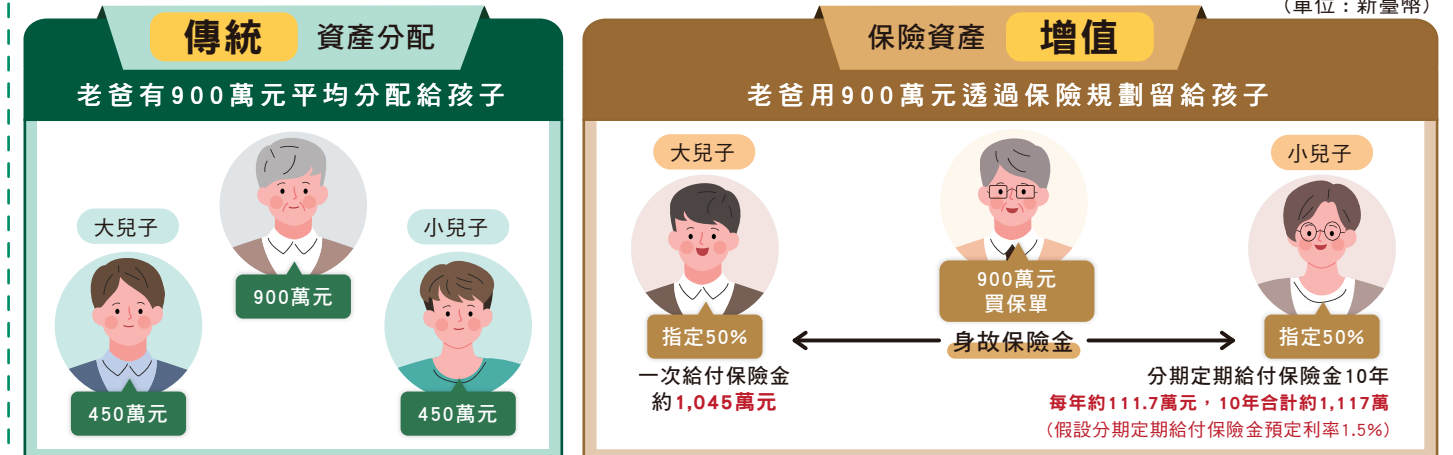 （單位：新臺幣）
傳統 資產分配
老爸有900萬元平均分配給孩子
大兒子
小兒子
900萬元
450萬元
450萬元
保險資產 增值
老爸用900萬元透過保險規劃留給孩子
大兒子
小兒子
900萬元
買保單
指定50%
身故保險金
指定50%
一次給付保險金
約1,045萬元
分期定期給付保險金10年
每年約111.7萬元，10年合計約1,117萬
（假設分期定期給付保險金預定利率1.5%）